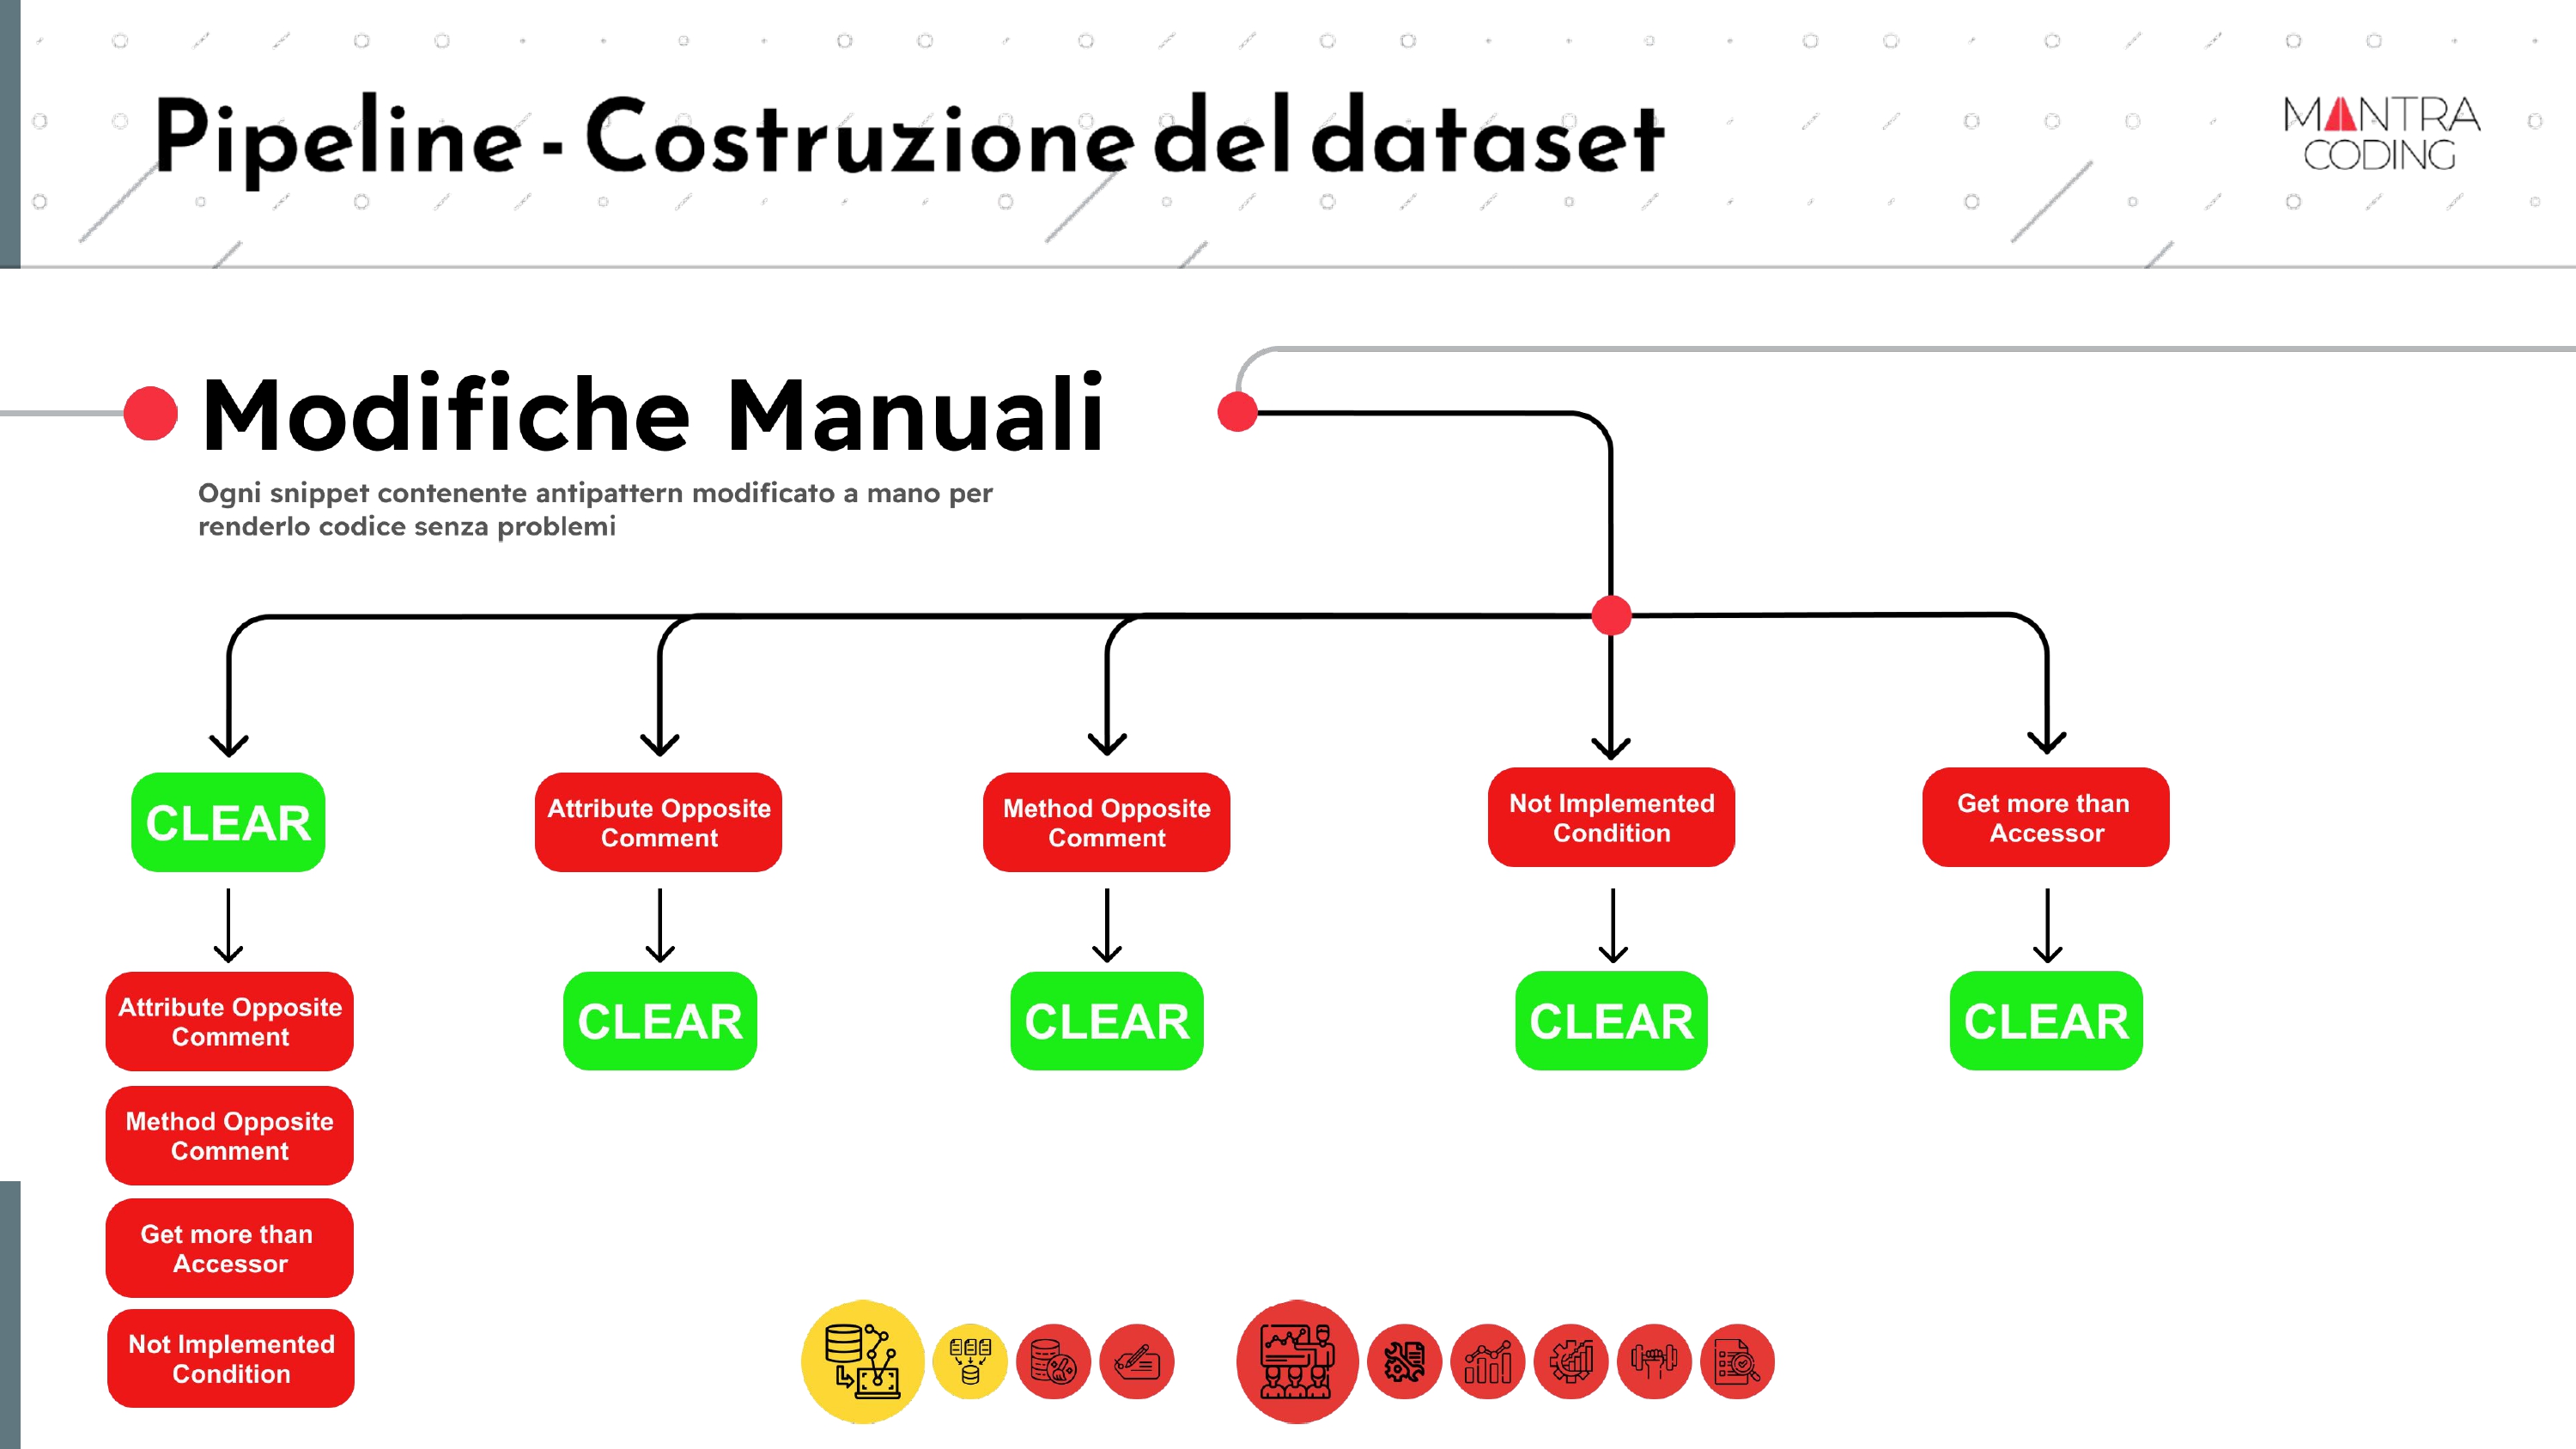 Pipeline - Costruzione del dataset
MANTRA
CODING
Modifiche Manuali
Ogni snippet contenente antipattern modificato a mano per
renderlo codice senza problemi
CLEAR
Attribute Opposite
Comment
Method Opposite
Comment
Not Implemented
Condition
Get more than
Accessor
Attribute Opposite
Comment
CLEAR
CLEAR
CLEAR
CLEAR
Method Opposite
Comment
Get more than
Accessor
Not Implemented
Condition